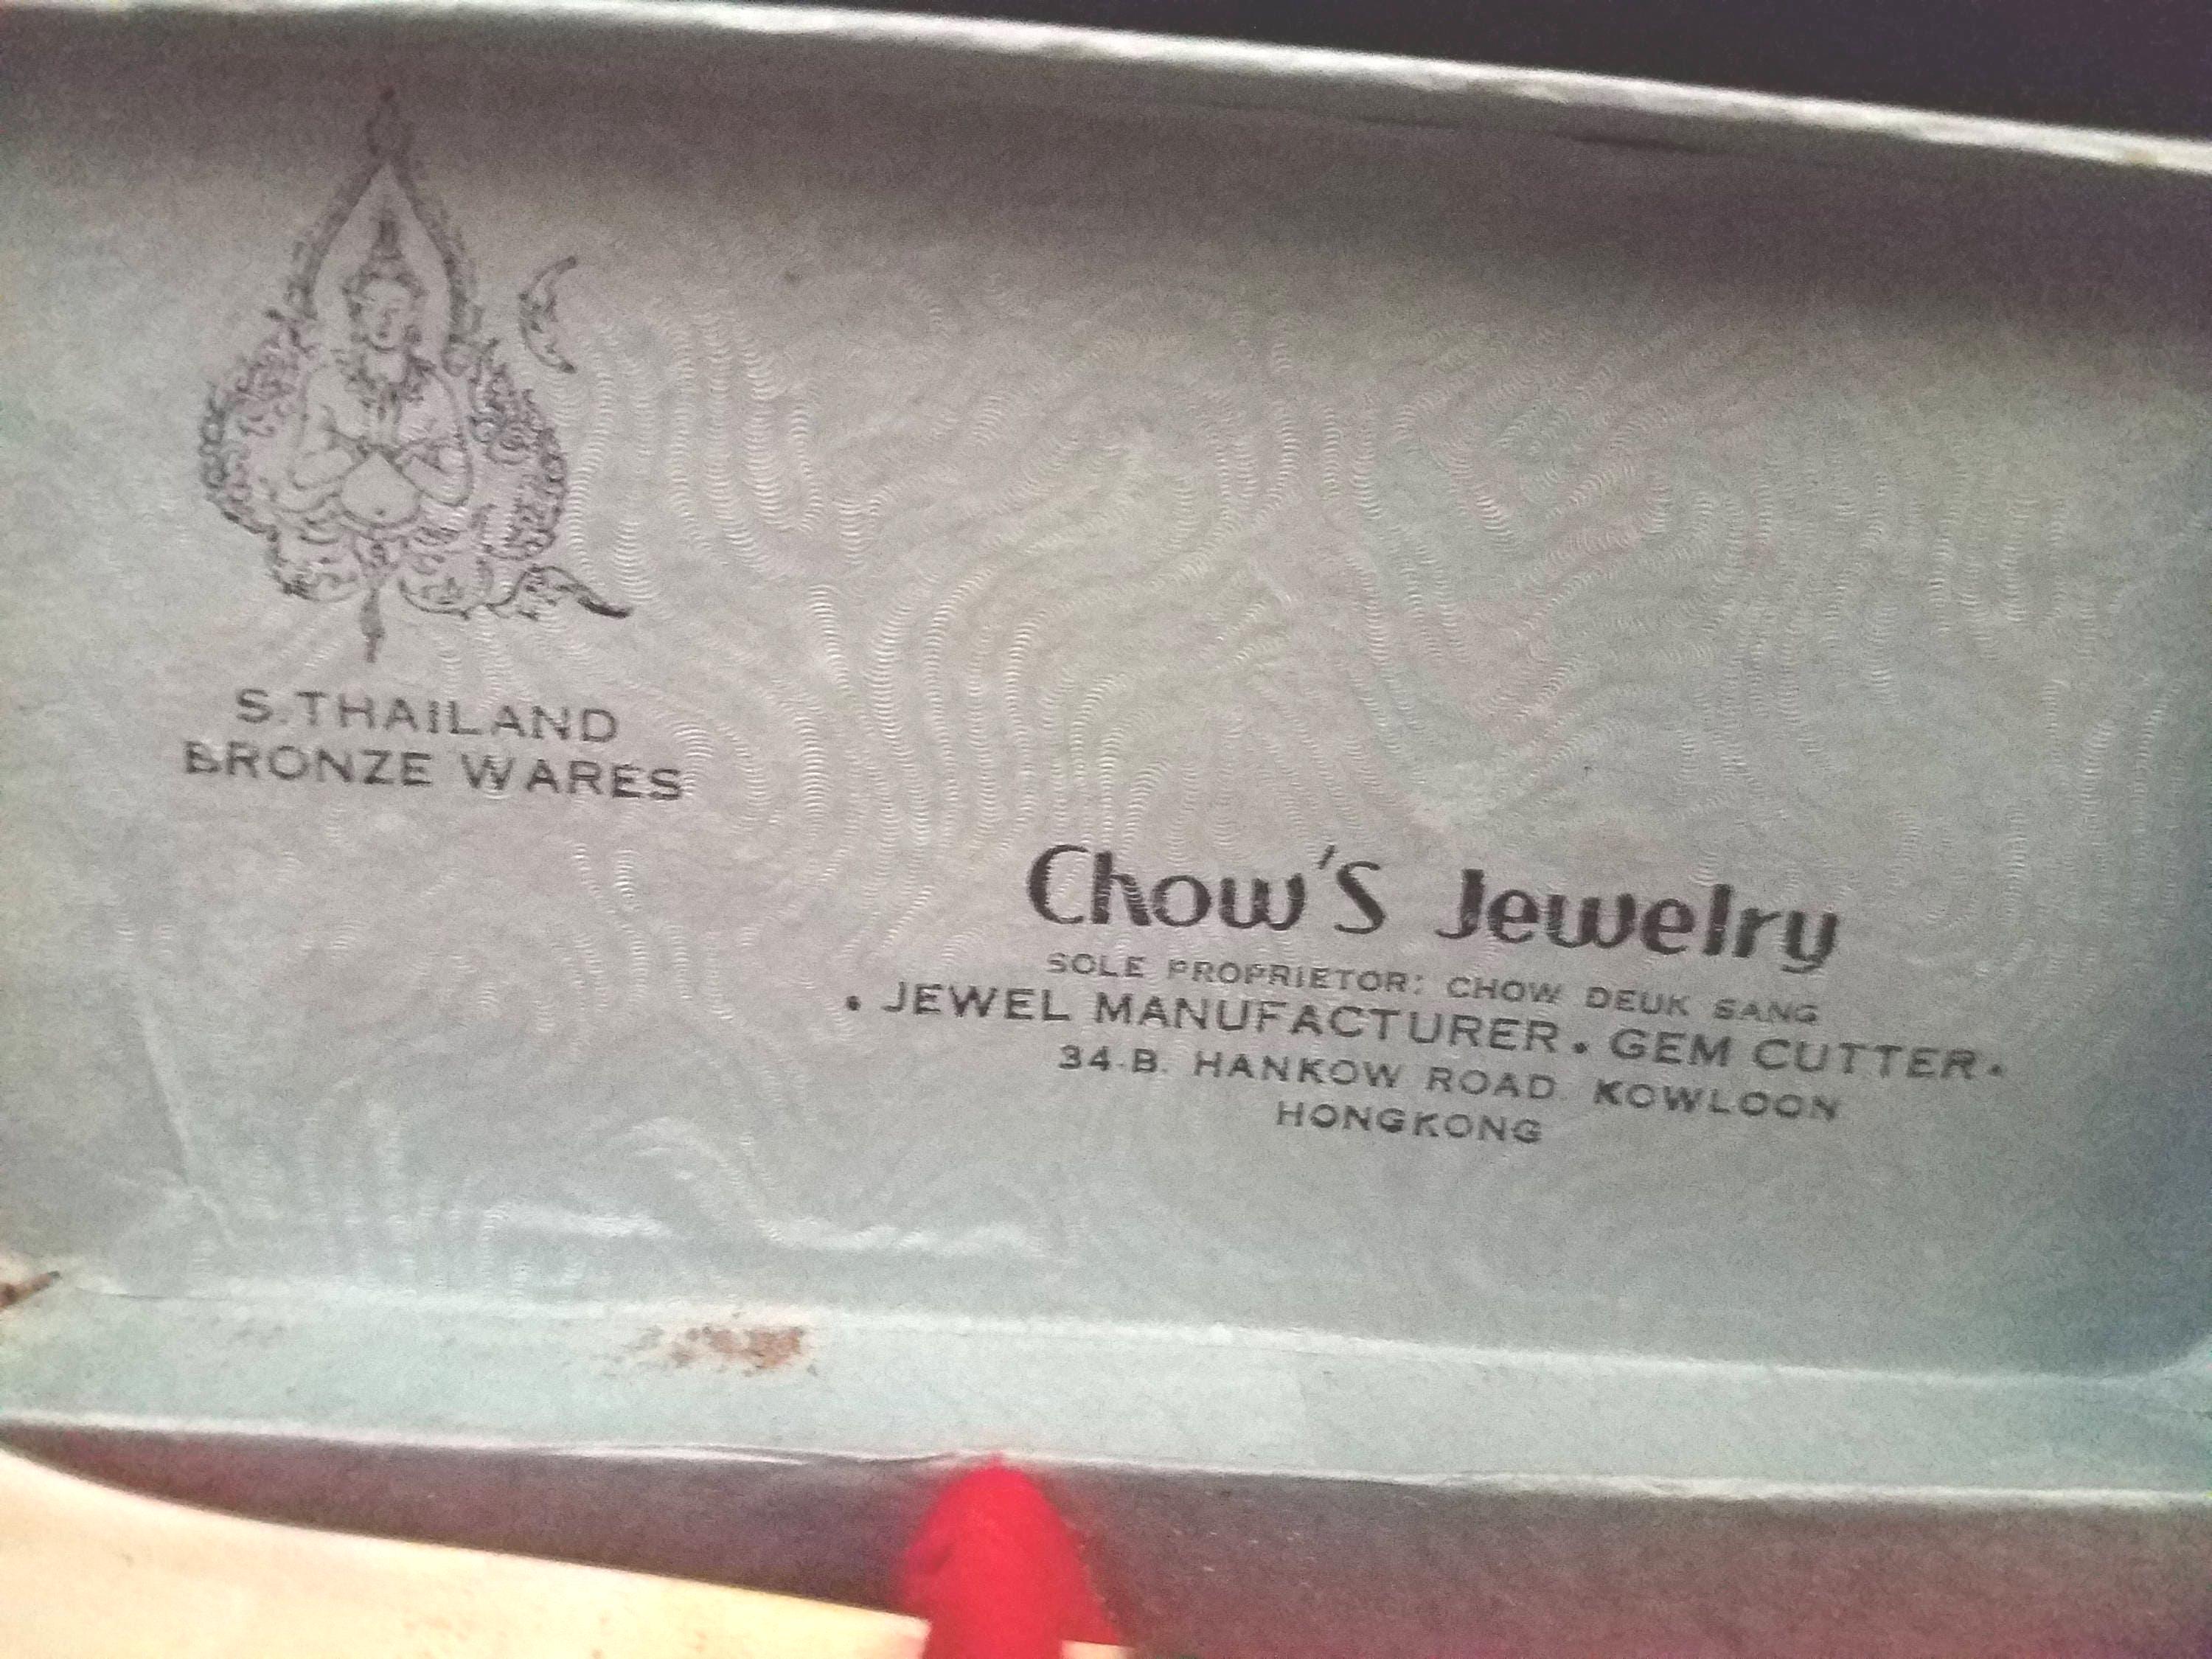 S.THAILAND
BRONZE WARES
Chow'S Jewelry
SOLE PROPRIETOR: CHOW DEUK SANG
• JEWEL MANUFACTURER • GEM CUTTER •
34-B. HANKOW ROAD. KOWLOON
HONGKONG